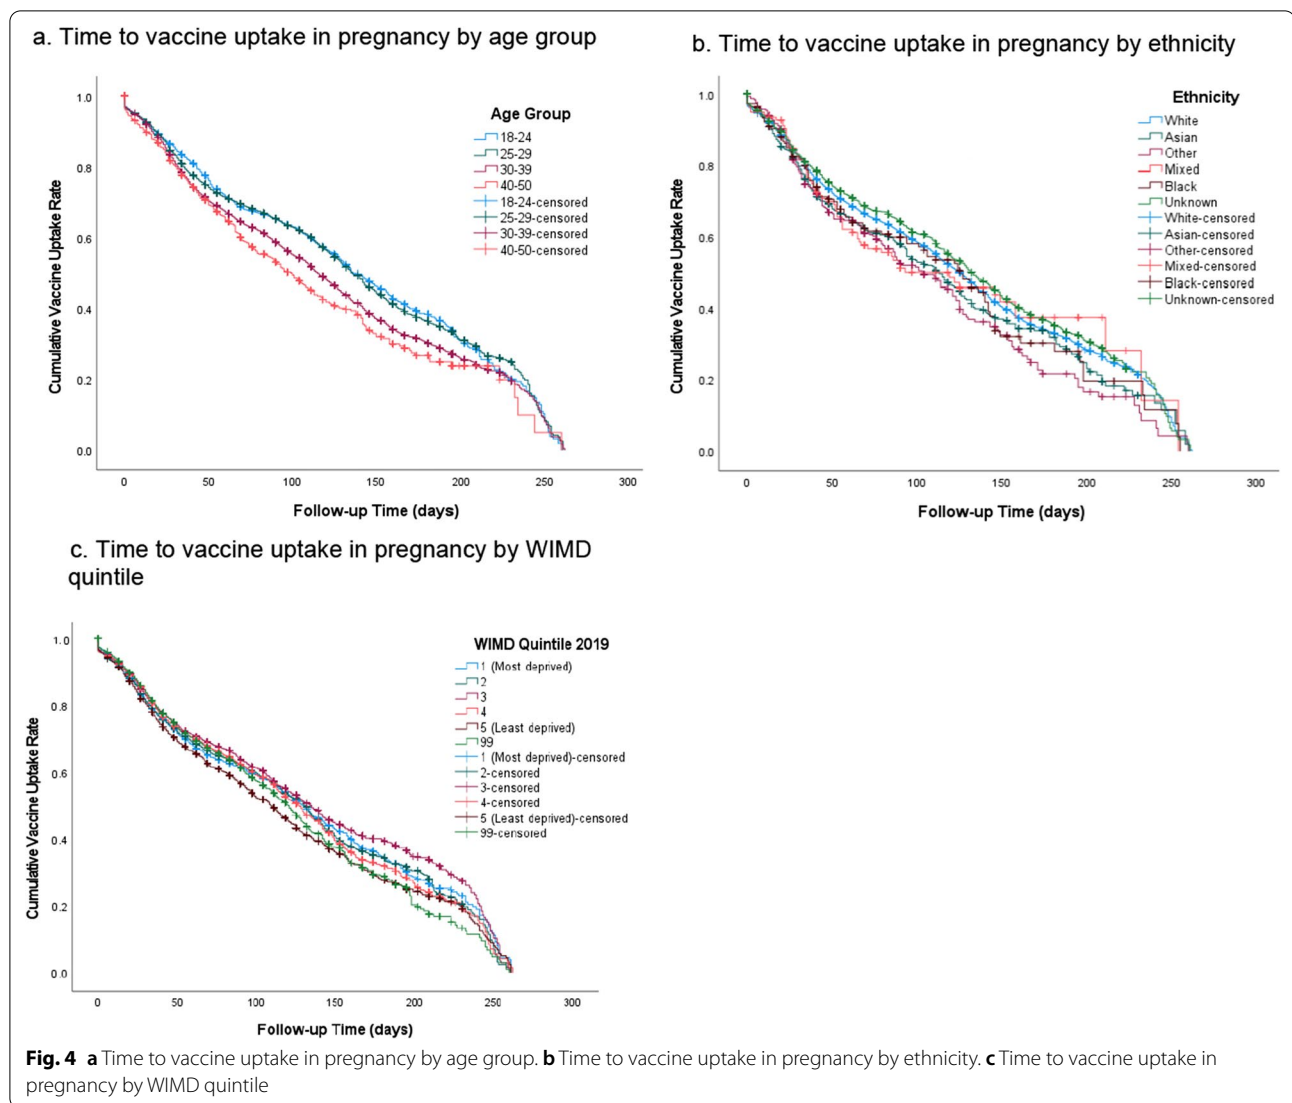 a. Time to vaccine uptake in pregnancy by age group
Cumulative Vaccine Uptake Rate
1.0
0.8
0.6
0.4
0.2
0.0
0
50
100
150
200
250
300
Follow-up Time (days)
Age Group
18-24
25-29
30-39
40-50
18-24-censored
25-29-censored
30-39-censored
40-50-censored
b. Time to vaccine uptake in pregnancy by ethnicity
Cumulative Vaccine Uptake Rate
1.0
0.8
0.6
0.4
0.2
0.0
0
50
100
150
200
250
300
Follow-up Time (days)
Ethnicity
White
Asian
Other
Mixed
Black
Unknown
White-censored
Asian-censored
Other-censored
Mixed-censored
Black-censored
Unknown-censored
c. Time to vaccine uptake in pregnancy by WIMD
quintile
Cumulative Vaccine Uptake Rate
1.0
0.8
0.6
0.4
0.2
0.0
0
50
100
150
200
250
300
Follow-up Time (days)
WIMD Quintile 2019
1 (Most deprived)
2
3
4
5 (Least deprived)
99
1 (Most deprived)-censored
2-censored
3-censored
4-censored
5 (Least deprived)-censored
99-censored
Fig. 4 a Time to vaccine uptake in pregnancy by age group. b Time to vaccine uptake in pregnancy by ethnicity. c Time to vaccine uptake in
pregnancy by WIMD quintile